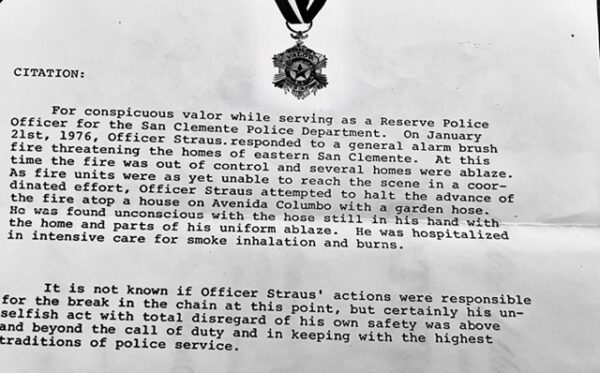 CITATION:
For conspicuous valor while serving as a Reserve Police
Officer for the San Clemente Police Department. On January
21st, 1976, Officer Straus.responded to a general alarm brush
fire threatening the homes of eastern San Clemente. At this
time the fire was out of control and several homes were ablaze.
As fire units were as yet unable to reach the scene in a coor-
dinated effort, Officer Straus attempted to halt the advance of
the fire atop a house on Avenida Columbo with a garden hose.
He was found unconscious with the hose still in his hand with
the home and parts of his uniform ablaze. He was hospitalized
in intensive care for smoke inhalation and burns.
It is not known if Officer Straus' actions were responsible
for the break in the chain at this point, but certainly his un-
selfish act with total disregard of his own safety was above
and beyond the call of duty and in keeping with the highest
traditions of police service.